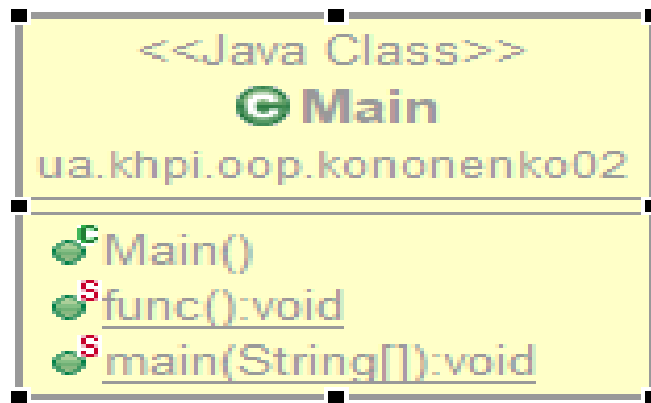 <<Java Class>>
C Main
ua.khpi.oop.kononenko02
C Main()
S func():void
S main(String[]):void